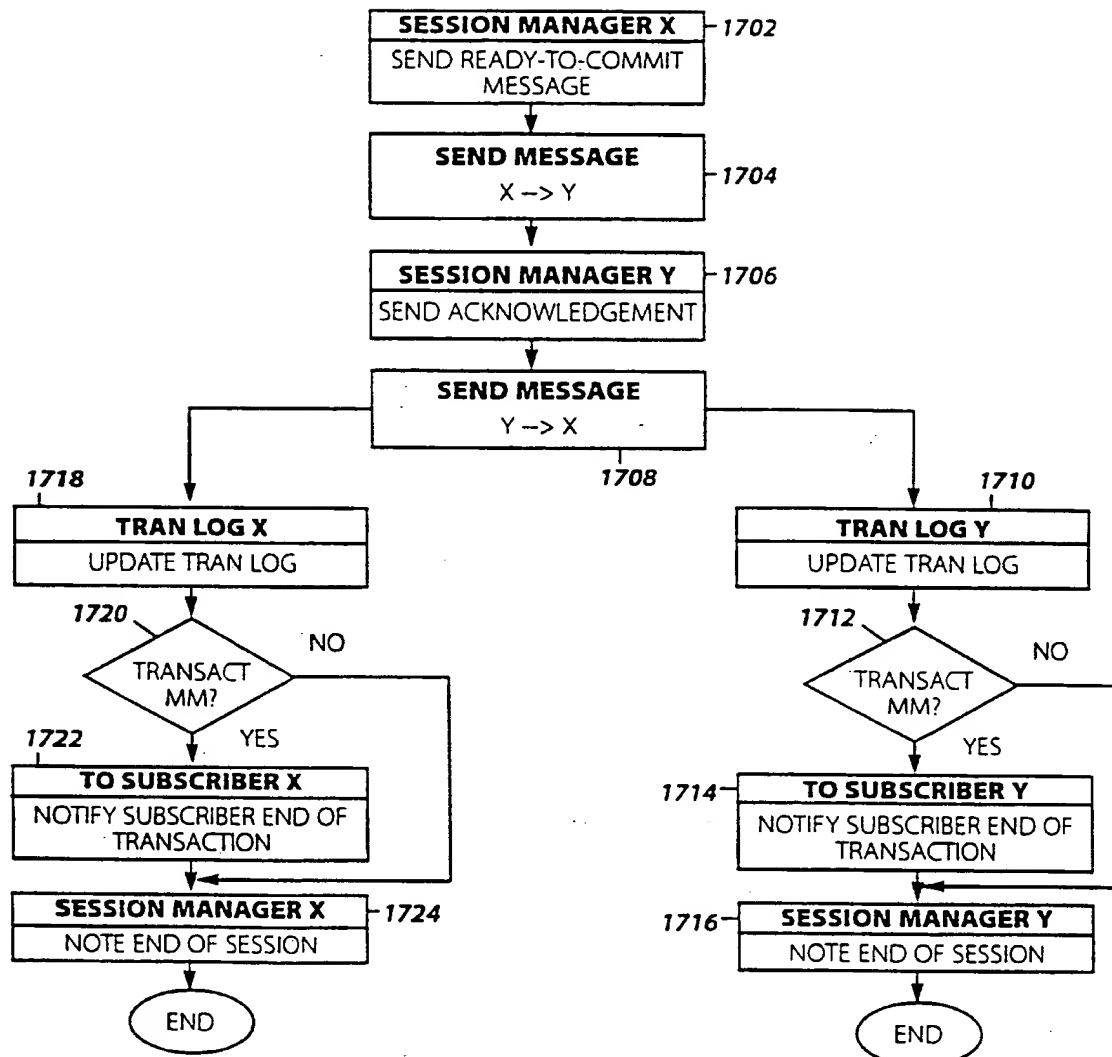 SESSION MANAGER X
1702
SEND READY-TO-COMMIT
MESSAGE
SEND MESSAGE
X –> Y
1704
SESSION MANAGER Y
1706
SEND ACKNOWLEDGEMENT
SEND MESSAGE
Y –> X
1708
1718
TRAN LOG X
UPDATE TRAN LOG
1720
TRANSACT
MM?
NO
YES
1722
TO SUBSCRIBER X
NOTIFY SUBSCRIBER END OF
TRANSACTION
SESSION MANAGER X
1724
NOTE END OF SESSION
END
1710
TRAN LOG Y
UPDATE TRAN LOG
1712
TRANSACT
MM?
NO
YES
1714
TO SUBSCRIBER Y
NOTIFY SUBSCRIBER END OF
TRANSACTION
1716
SESSION MANAGER Y
NOTE END OF SESSION
END